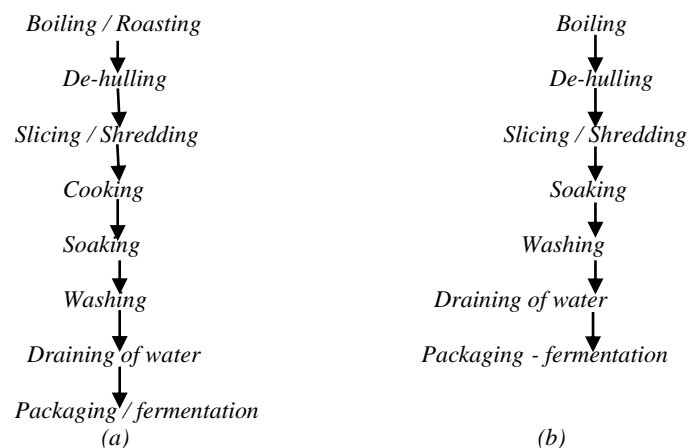 Boiling / Roasting
De-hulling
Slicing / Shredding
Cooking
Soaking
Washing
Draining of water
Packaging / fermentation
(a)
Boiling
De-hulling
Slicing / Shredding
Soaking
Washing
Draining of water
Packaging - fermentation
(b)